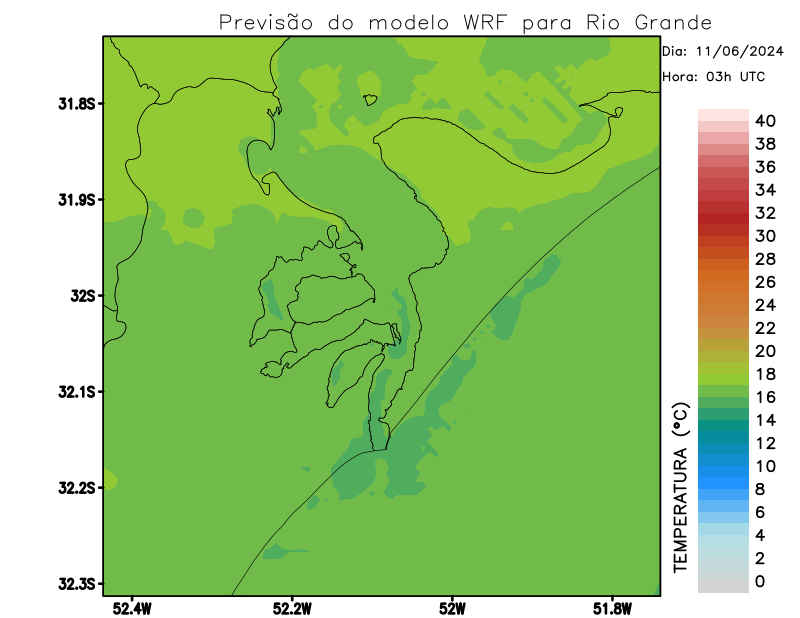 Previsão do modelo WRF para Rio Grande
Dia: 11/06/2024
Hora: 03h UTC
31.8S
31.9S
32S
32.1S
32.2S
32.3S
52.4W
52.2W
52W
51.8W
TEMPERATURA (°C)
40
38
36
34
32
30
28
26
24
22
20
18
16
14
12
10
8
6
4
2
0